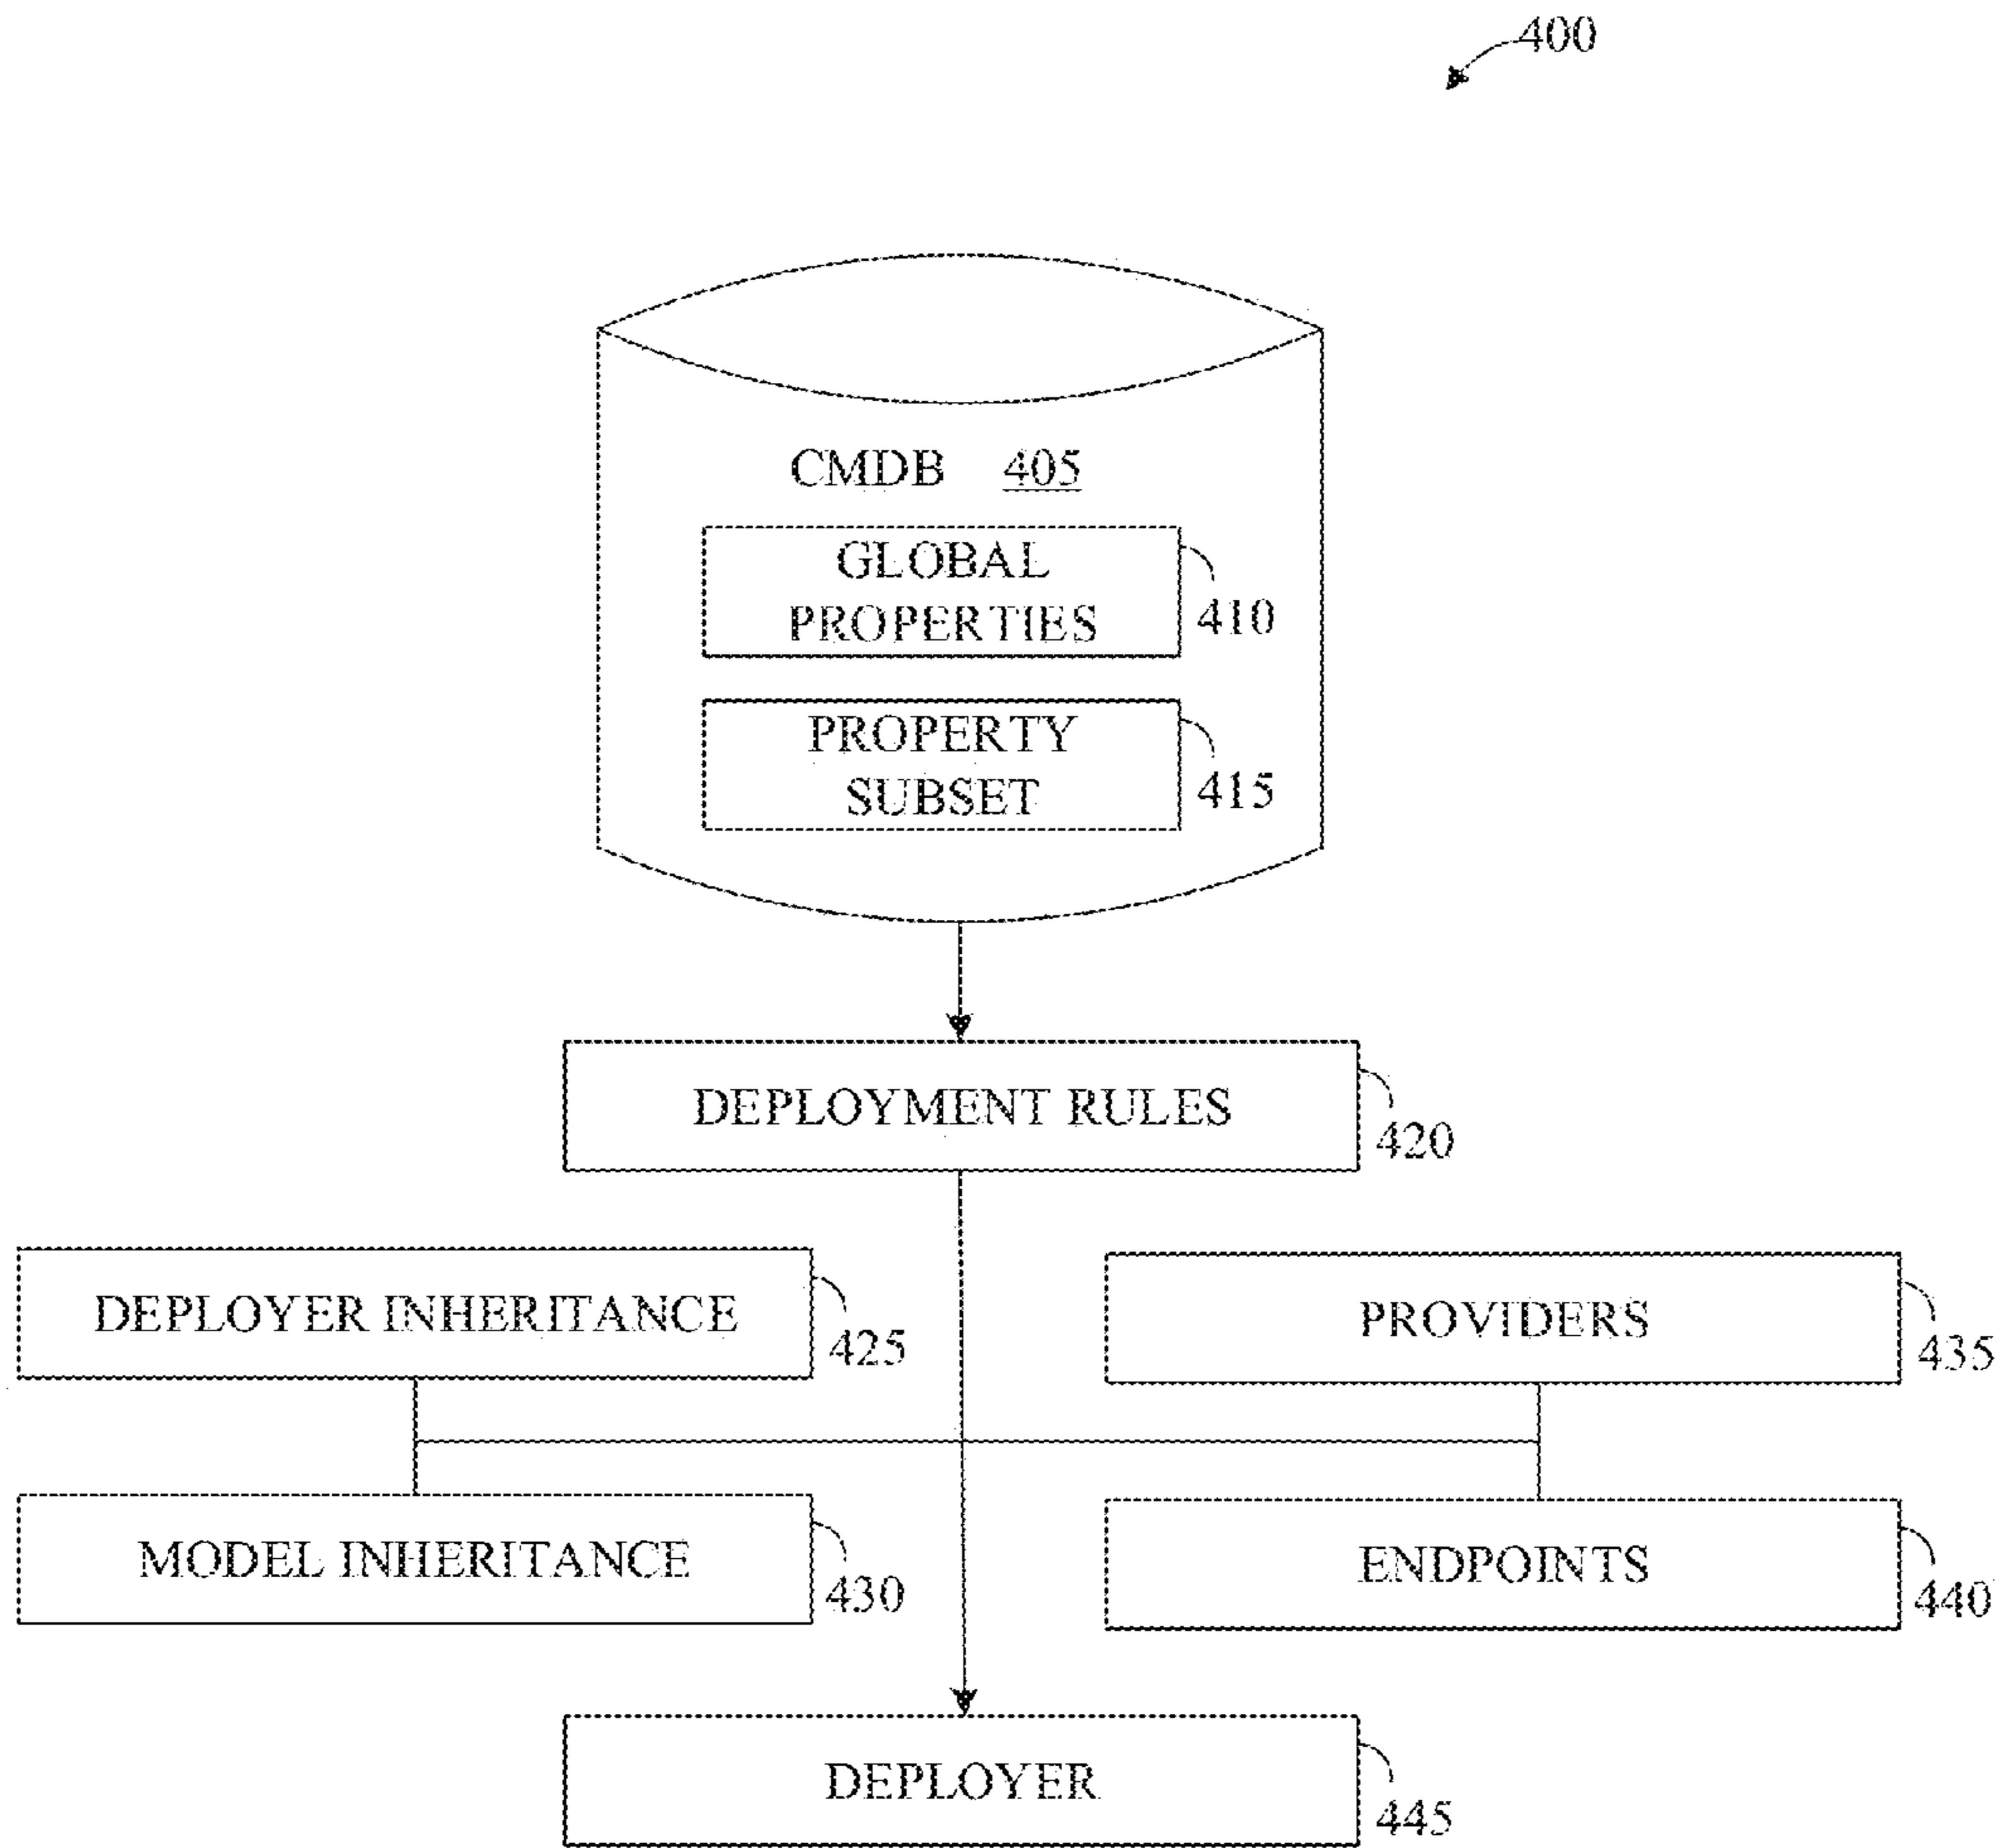 400
CMDB 405
GLOBAL
PROPERTIES
410
PROPERTY
SUBSET
415
DEPLOYMENT RULES
420
DEPLOYER INHERITANCE
425
PROVIDERS
435
MODEL INHERITANCE
430
ENDPOINTS
440
DEPLOYER
445